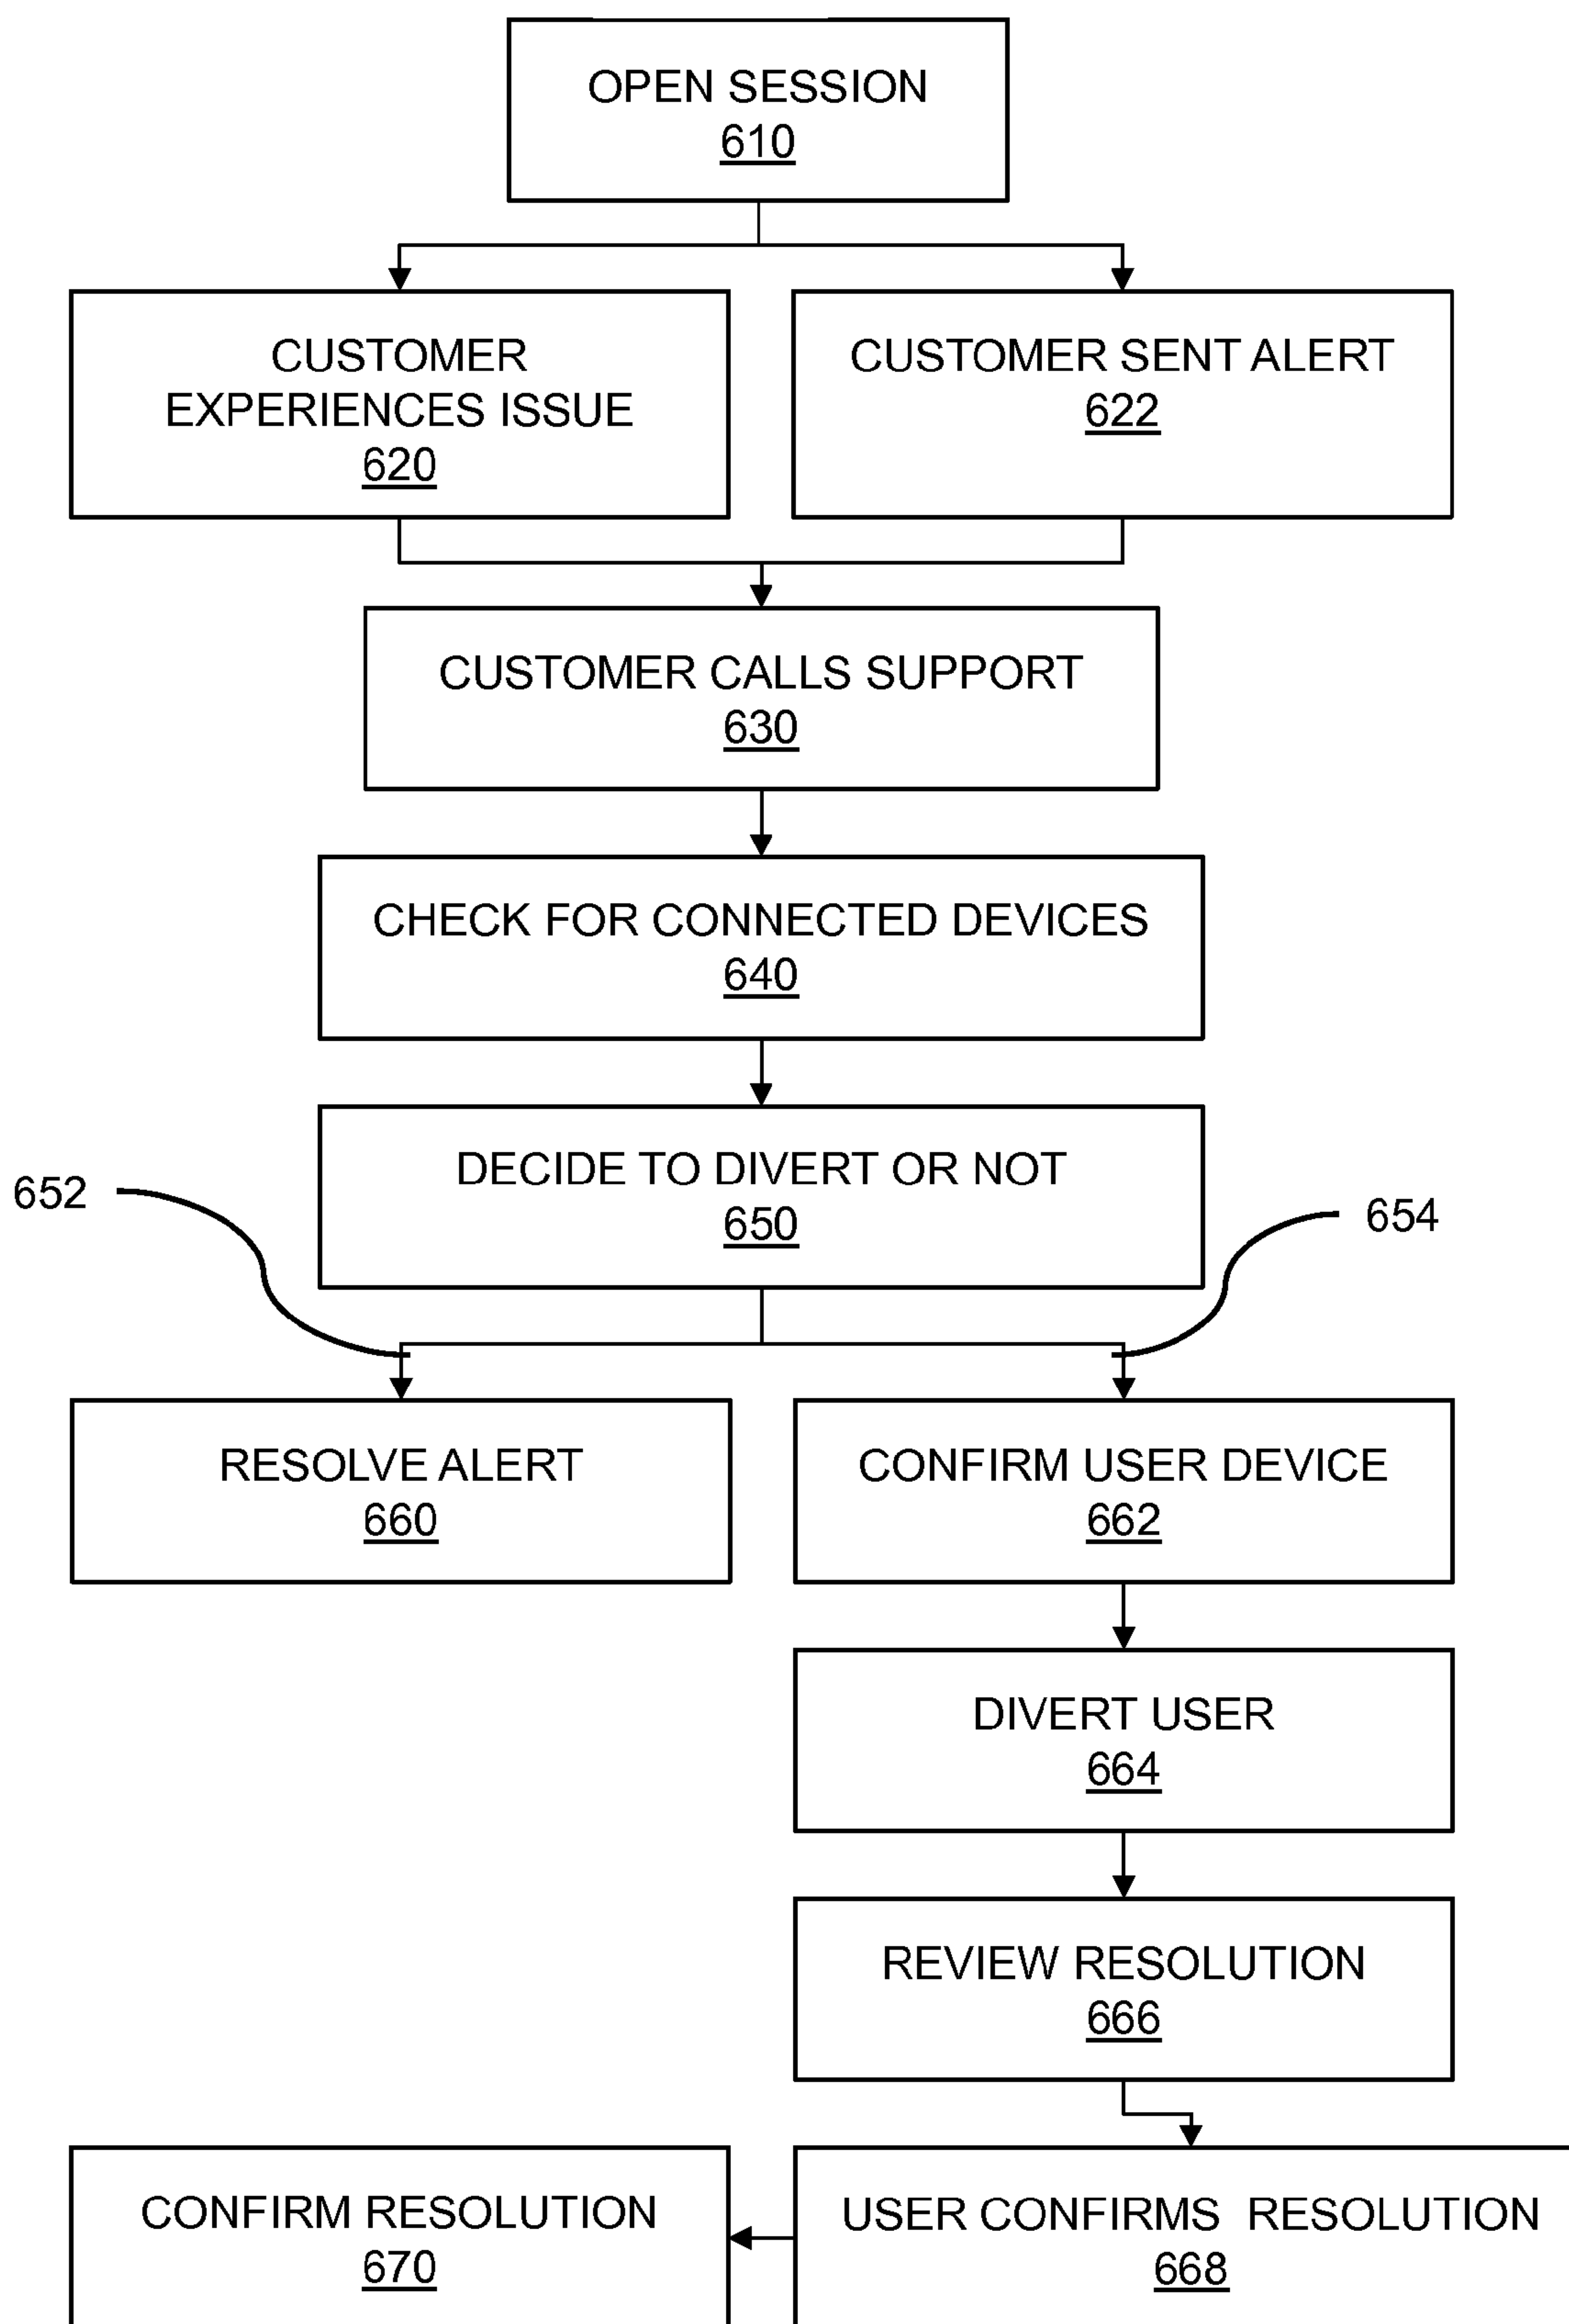 OPEN SESSION
610
CUSTOMER
EXPERIENCES ISSUE
620
CUSTOMER SENT ALERT
622
CUSTOMER CALLS SUPPORT
630
CHECK FOR CONNECTED DEVICES
640
DECIDE TO DIVERT OR NOT
650
652
654
RESOLVE ALERT
660
CONFIRM USER DEVICE
662
DIVERT USER
664
REVIEW RESOLUTION
666
CONFIRM RESOLUTION
670
USER CONFIRMS RESOLUTION
668